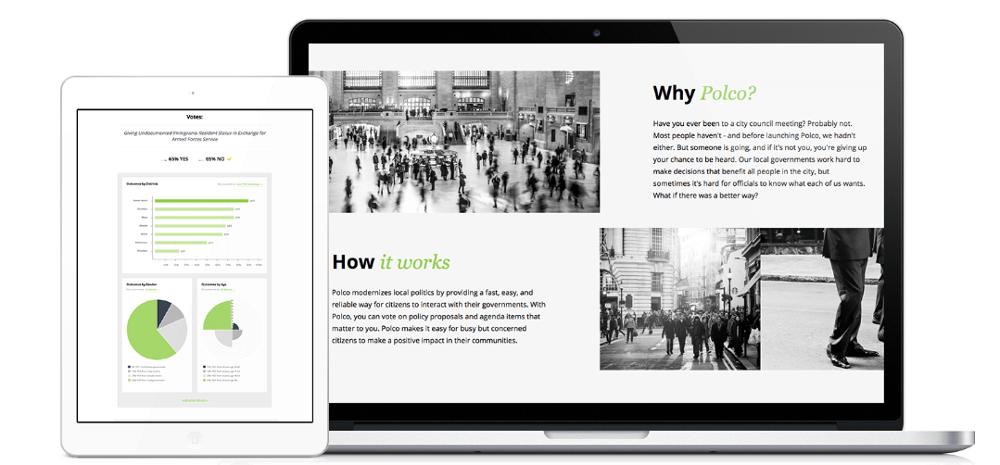 Votes:
Giving Undocumented Immigrants Resident Status in Exchange for
Armed Forces Service
65% YES 65% NO
Outcomes by Districts
Outcomes by Gender
Outcomes by Age
Why Polco?
Have you ever been to a city council meeting? Probably not.
Most people haven't - and before launching Polco, we hadn't
either. But someone is going, and if it's not you, you're giving up
your chance to be heard. Our local governments work hard to
make decisions that benefit all people in the city, but
sometimes it's hard for officials to know what each of us wants.
What if there was a better way?
How it works
Polco modernizes local politics by providing a fast, easy, and
reliable way for citizens to interact with their governments. With
Polco, you can vote on policy proposals and agenda items that
matter to you. Polco makes it easy for busy but concerned
citizens to make a positive impact in their communities.